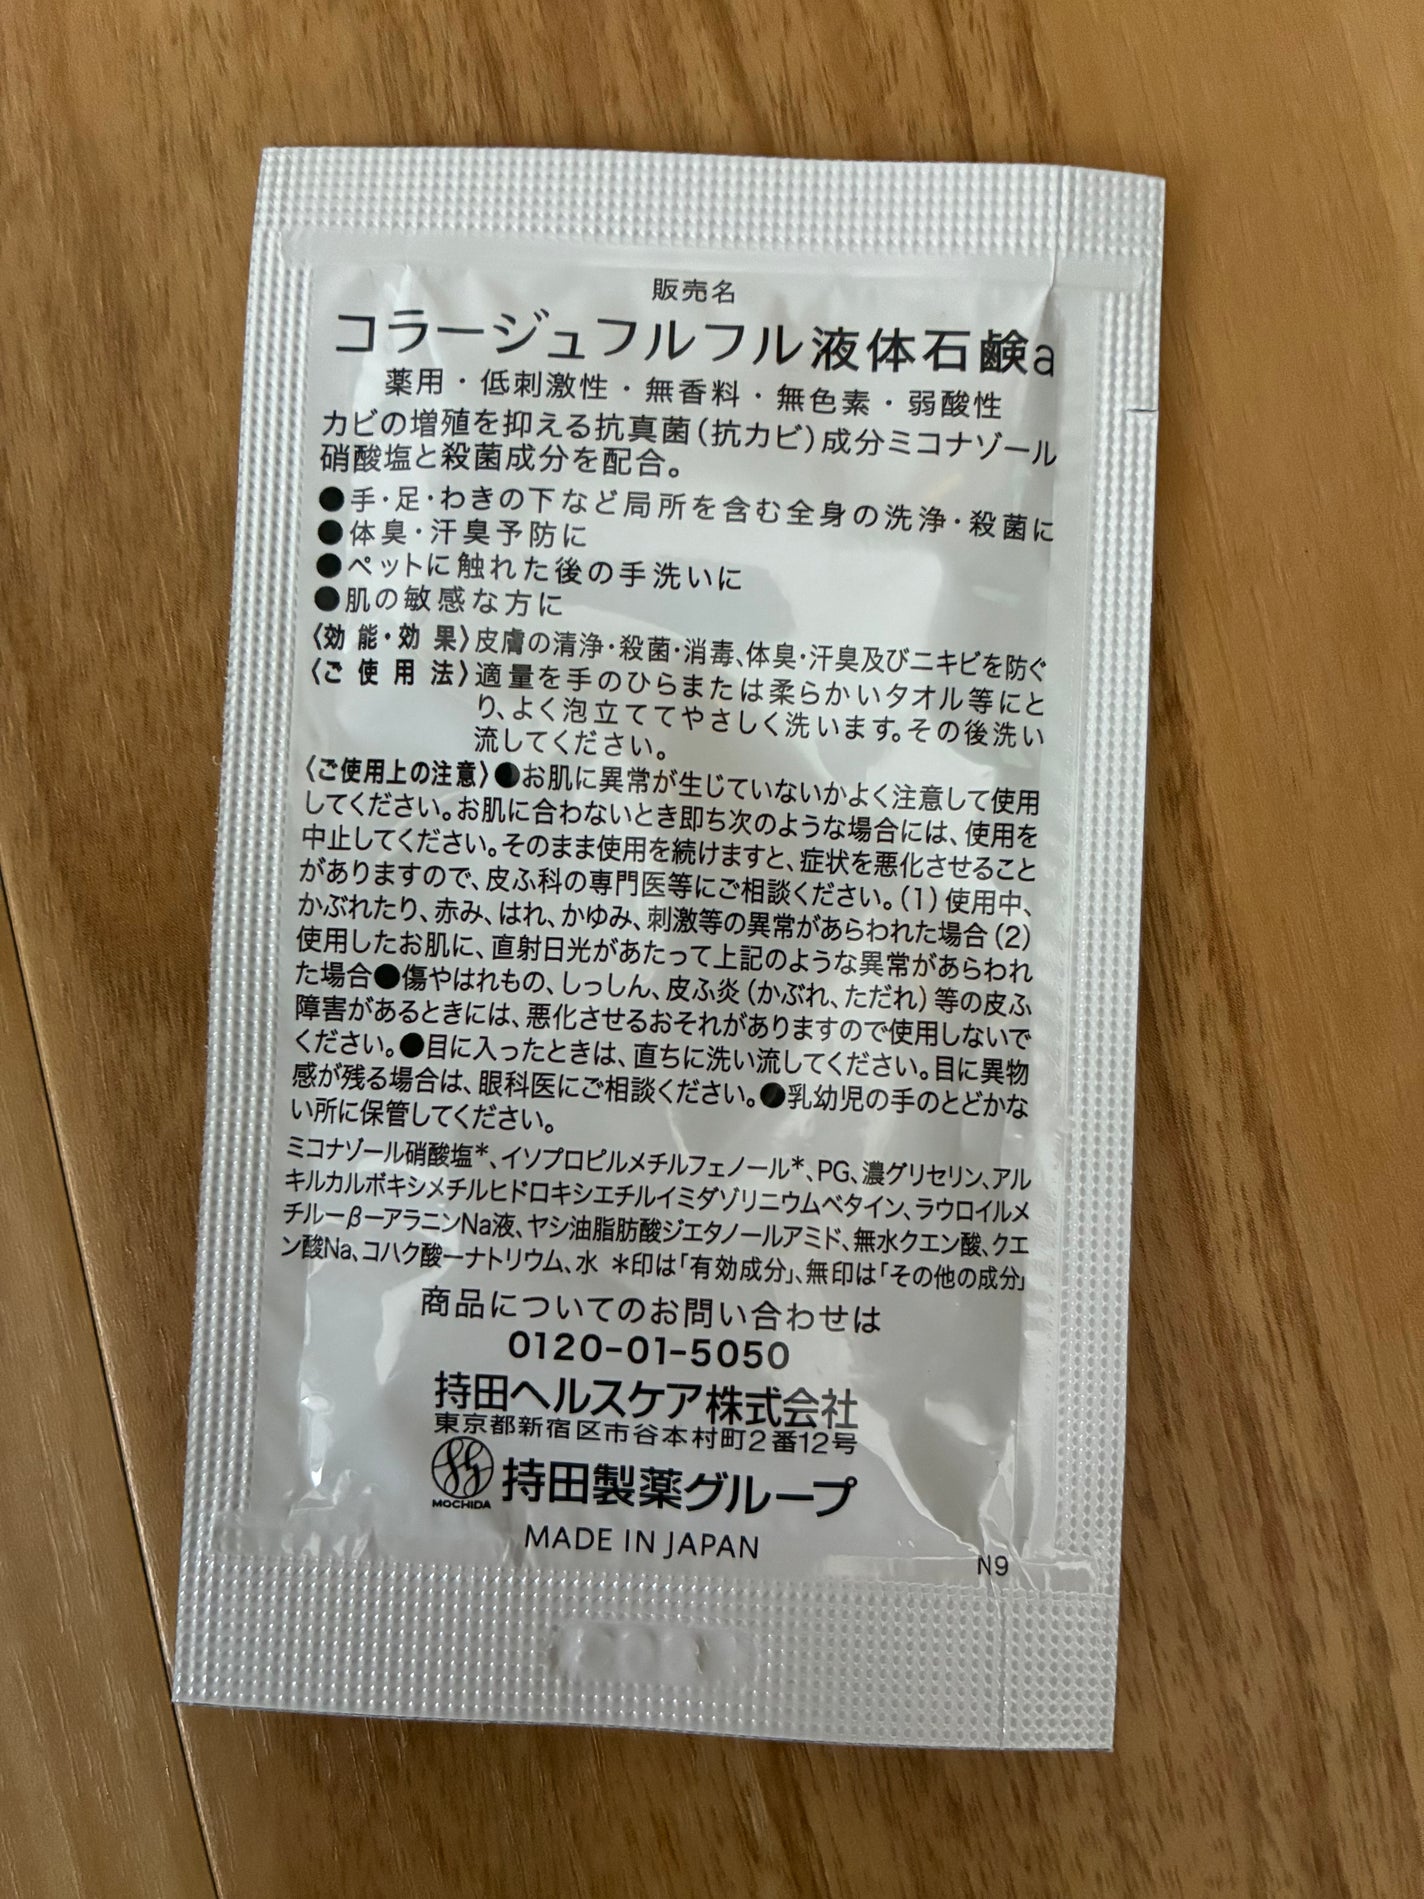 販売名
コラージュフルフル液体石鹸a
薬用・低刺激性・無香料・無色素・弱酸性
カビの増殖を抑える抗真菌(抗カビ)成分ミコナゾール
硝酸塩と殺菌成分を配合。
●手・足・わきの下など局所を含む全身の洗浄・殺菌に
●体臭・汗臭予防に
●ペットに触れた後の手洗いに
●肌の敏感な方に
〈効能・効果〉皮膚の清浄・殺菌・消毒、体臭・汗臭及びニキビを防ぐ
〈ご使用法〉適量を手のひらまたは柔らかいタオル等にと
り、よく泡立ててやさしく洗います。その後洗い
流してください。
〈ご使用上の注意〉●お肌に異常が生じていないかよく注意して使用
してください。お肌に合わないとき即ち次のような場合には、使用を
中止してください。そのまま使用を続けますと、症状を悪化させること
がありますので、皮ふ科の専門医等にご相談ください。(1)使用中、
かぶれたり、赤み、はれ、かゆみ、刺激等の異常があらわれた場合(2)
使用したお肌に、直射日光があたって上記のような異常があらわれ
た場合●傷やはれもの、しっしん、皮ふ炎(かぶれ、ただれ)等の皮ふ
障害があるときには、悪化させるおそれがありますので使用しないで
ください。●目に入ったときは、直ちに洗い流してください。目に異物
感が残る場合は、眼科医にご相談ください。●乳幼児の手のとどかな
い所に保管してください。
ミコナゾール硝酸塩*、イソプロピルメチルフェノール*、PG、濃グリセリン、アル
キルカルボキシメチルヒドロキシエチルイミダゾリニウムベタイン、ラウロイルメ
チルーβーアラニンNa液、ヤシ油脂肪酸ジエタノールアミド、無水クエン酸、クエ
ン酸Na、コハク酸一ナトリウム、水 *印は「有効成分」、無印は「その他の成分」
商品についてのお問い合わせは
0120-01-5050
持田ヘルスケア株式会社
東京都新宿区市谷本村町2番12号
MOCHIDA 持田製薬グループ
MADE IN JAPAN
N9